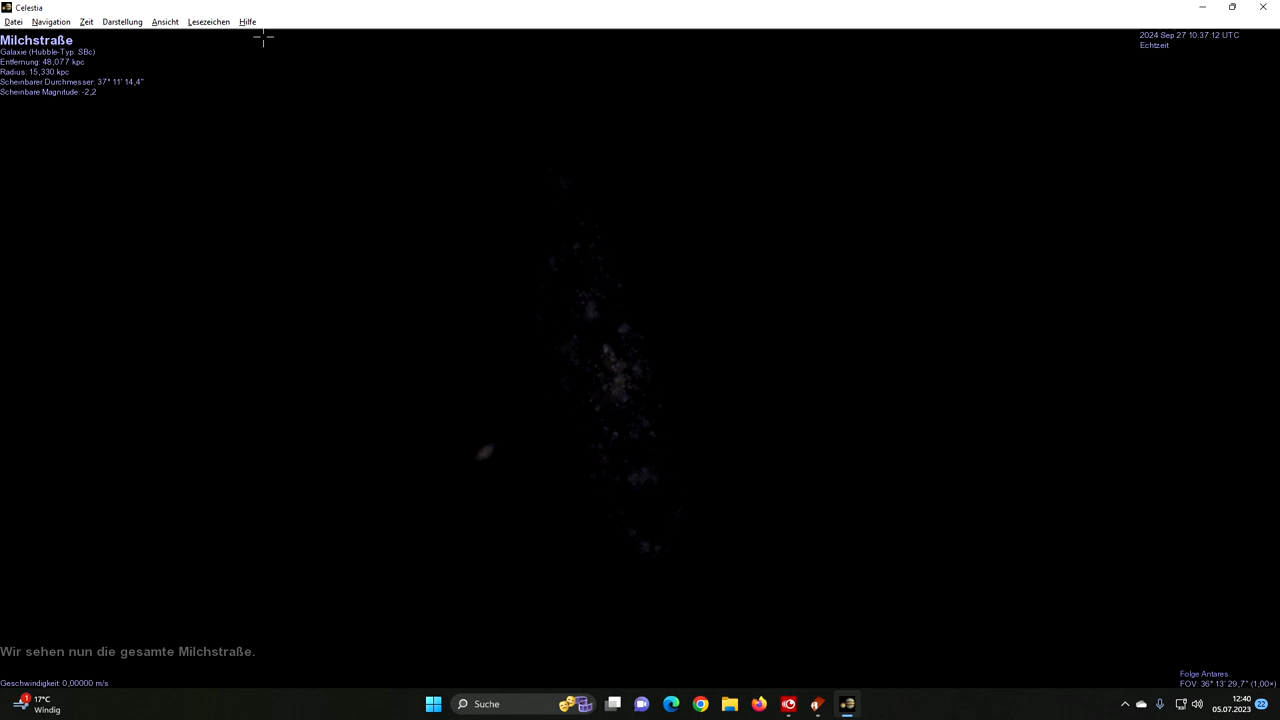 Celestia
Datei Navigation Zeit Darstellung Ansicht Lesezeichen Hilfe
Milchstraße
Galaxie (Hubble-Typ: SBc)
Entfernung: 48,077 kpc
Radius: 15,330 kpc
Scheinbarer Durchmesser: 37° 11' 14,4"
Scheinbare Magnitude: -2,2
2024 Sep 27 10:37:12 UTC
Echtzeit
Wir sehen nun die gesamte Milchstraße.
Geschwindigkeit: 0,00000 m/s
Folge Antares
FOV: 36° 13' 29,7" (1,00×)
1
17°C
Windig
Suche
12:40
05.07.2023
22